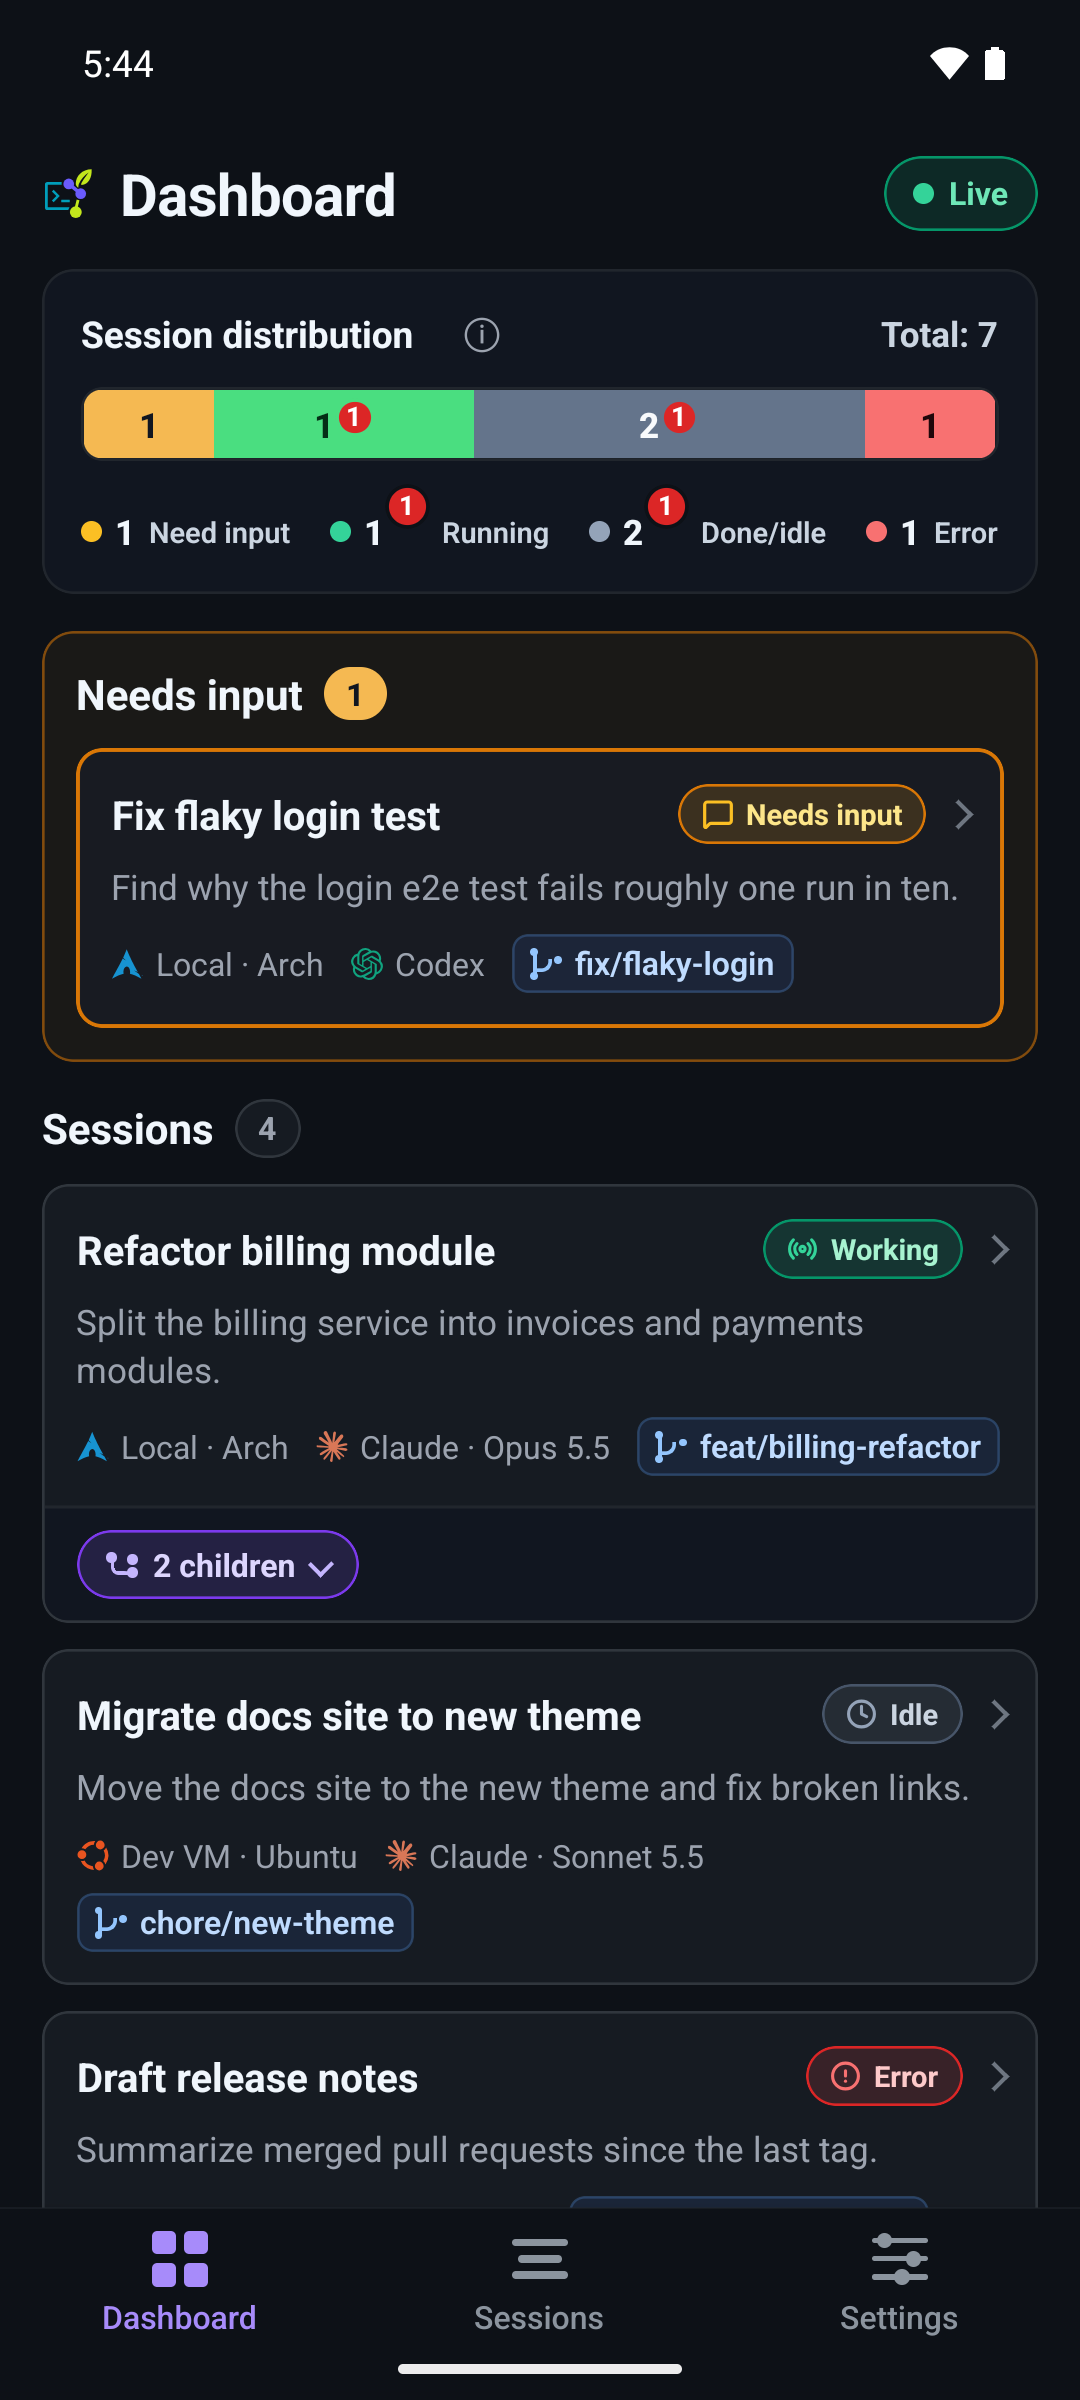 5:44
Dashboard
Live
Session distribution
Total: 7
1 1 1 2 1 1
1 Need input 1 1 Running 2 1 Done/idle 1 Error
Needs input 1
Fix flaky login test
Needs input
Find why the login e2e test fails roughly one run in ten.
Local · Arch Codex fix/flaky-login
Sessions 4
Refactor billing module
Working
Split the billing service into invoices and payments
modules.
Local · Arch Claude · Opus 5.5 feat/billing-refactor
2 children
Migrate docs site to new theme
Idle
Move the docs site to the new theme and fix broken links.
Dev VM · Ubuntu Claude · Sonnet 5.5
chore/new-theme
Draft release notes
Error
Summarize merged pull requests since the last tag.
Dashboard Sessions Settings